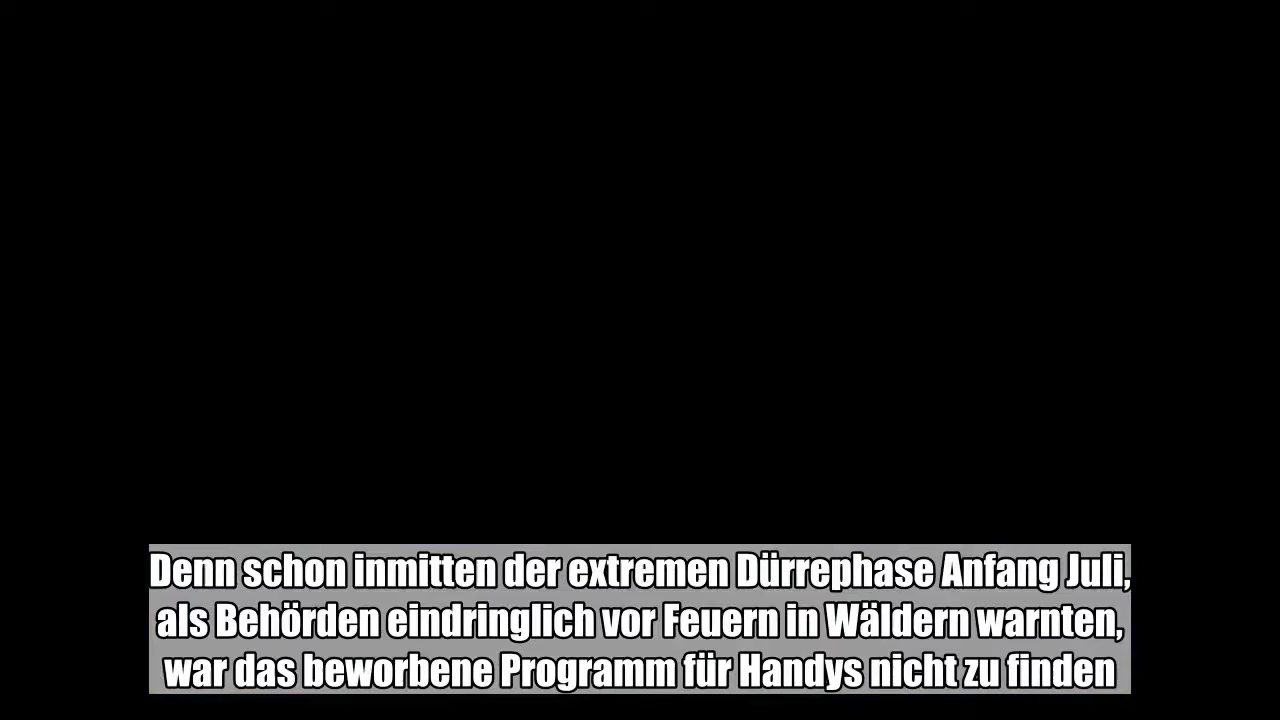 Denn schon inmitten der extremen Dürrephase Anfang Juli,
als Behörden eindringlich vor Feuern in Wäldern warnten,
war das beworbene Programm für Handys nicht zu finden